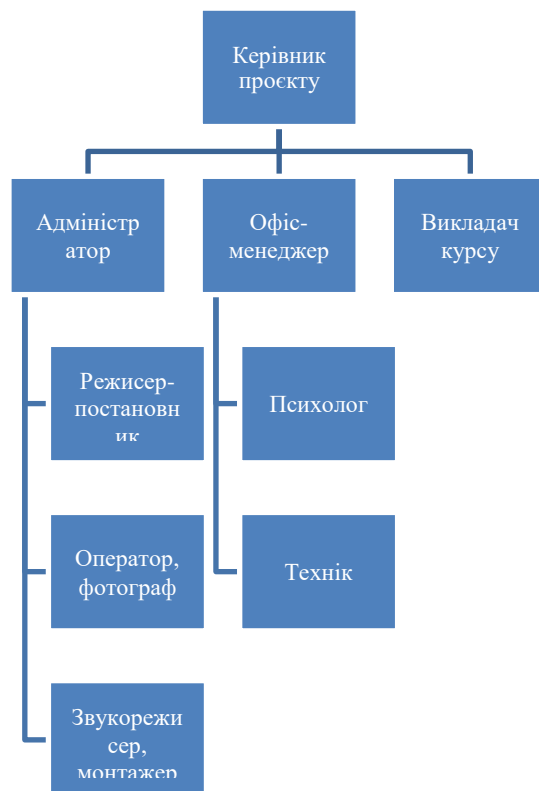 Керівник
проєкту
Адміністр
атор
Офіс-
менеджер
Викладач
курсу
Режисер-
постановн
ик
Психолог
Оператор,
фотограф
Технік
Звукорежи
сер,
монтажер